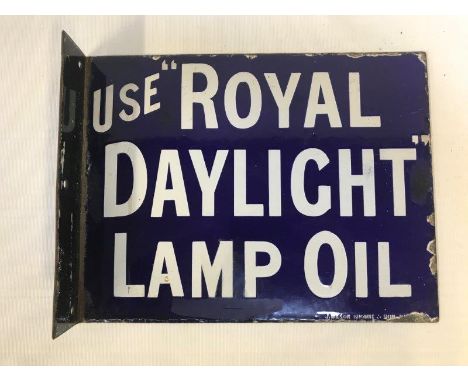 USE "ROYAL
DAYLIGHT"
LAMP OIL